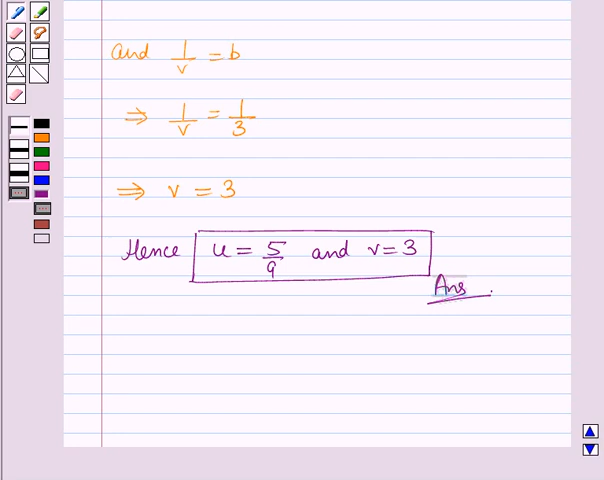 and 1/v = b
⇒ 1/v = 1/3
⇒ v = 3
Hence u = 5/9 and v = 3
Ans.